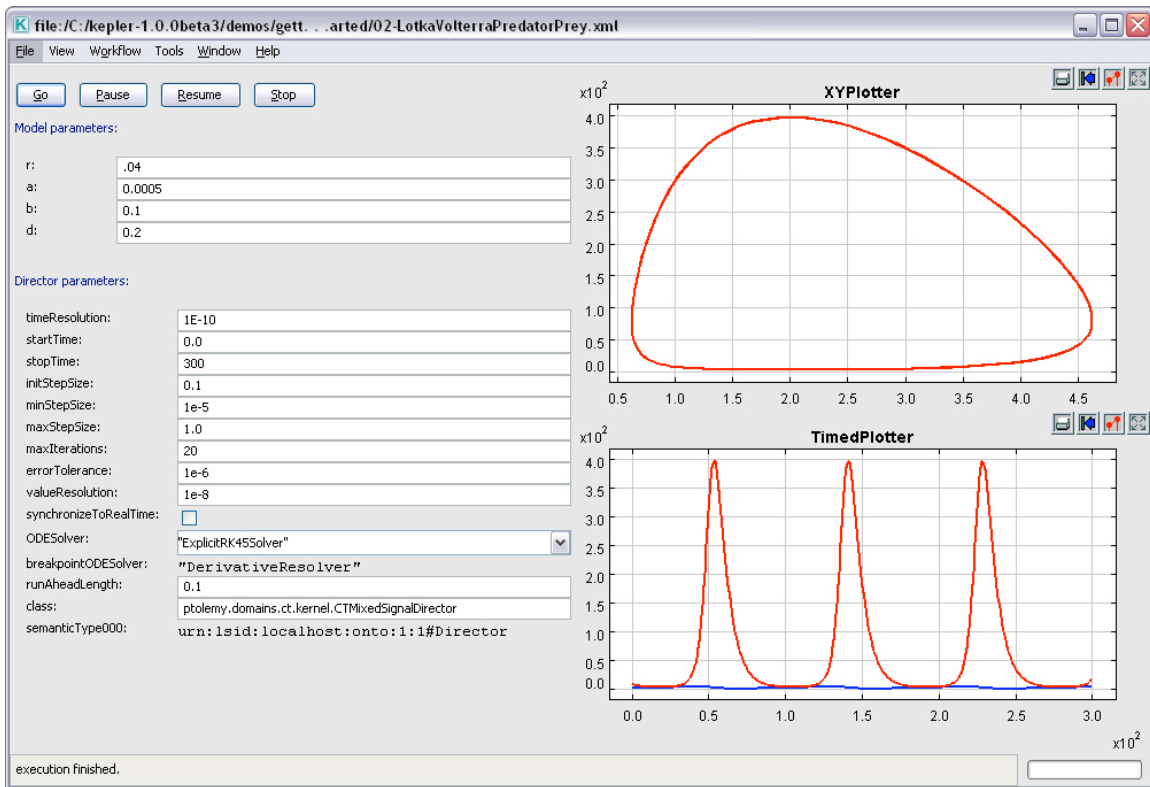 file:/C:/kepler-1.0.0beta3/demos/gett. . .arted/02-LotkaVolterraPredatorPrey.xml
File View Workflow Tools Window Help
Go Pause Resume Stop
Model parameters:
r: .04
a: 0.0005
b: 0.1
d: 0.2
Director parameters:
timeResolution: 1E-10
startTime: 0.0
stopTime: 300
initStepSize: 0.1
minStepSize: 1e-5
maxStepSize: 1.0
maxIterations: 20
errorTolerance: 1e-6
valueResolution: 1e-8
synchronizeToRealTime:
ODESolver: "ExplicitRK45Solver"
breakpointODESolver: "DerivativeResolver"
runAheadLength: 0.1
class: ptolemy.domains.ct.kernel.CTMixedSignalDirector
semanticType000: urn:lsid:localhost:onto:1:1#Director
XYPlotter
x10²
4.0
3.5
3.0
2.5
2.0
1.5
1.0
0.5
0.0
0.5 1.0 1.5 2.0 2.5 3.0 3.5 4.0 4.5
TimedPlotter
x10²
4.0
3.5
3.0
2.5
2.0
1.5
1.0
0.5
0.0
0.0 0.5 1.0 1.5 2.0 2.5 3.0
x10²
execution finished.